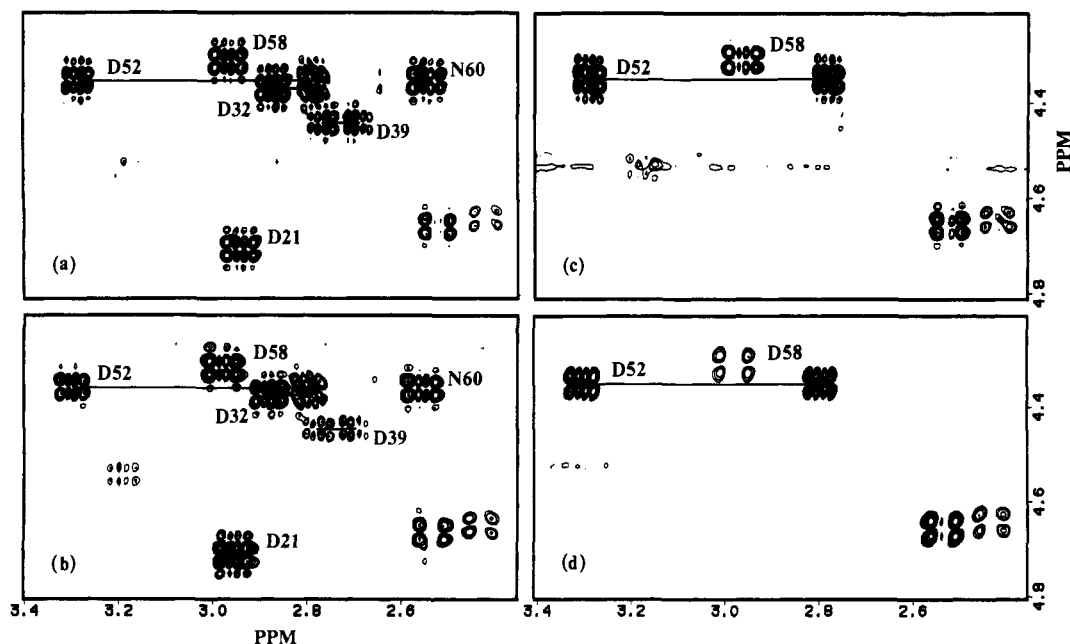 D58
D52
N60
D32
D39
D21
(a)
D58
D52
4.4
PPM
4.6
(c)
4.8
D58
D52
N60
D32
D39
D21
(b)
3.4
3.2
3.0
2.8
2.6
PPM
D52
D58
4.4
4.6
(d)
4.8
3.4
3.2
3.0
2.8
2.6